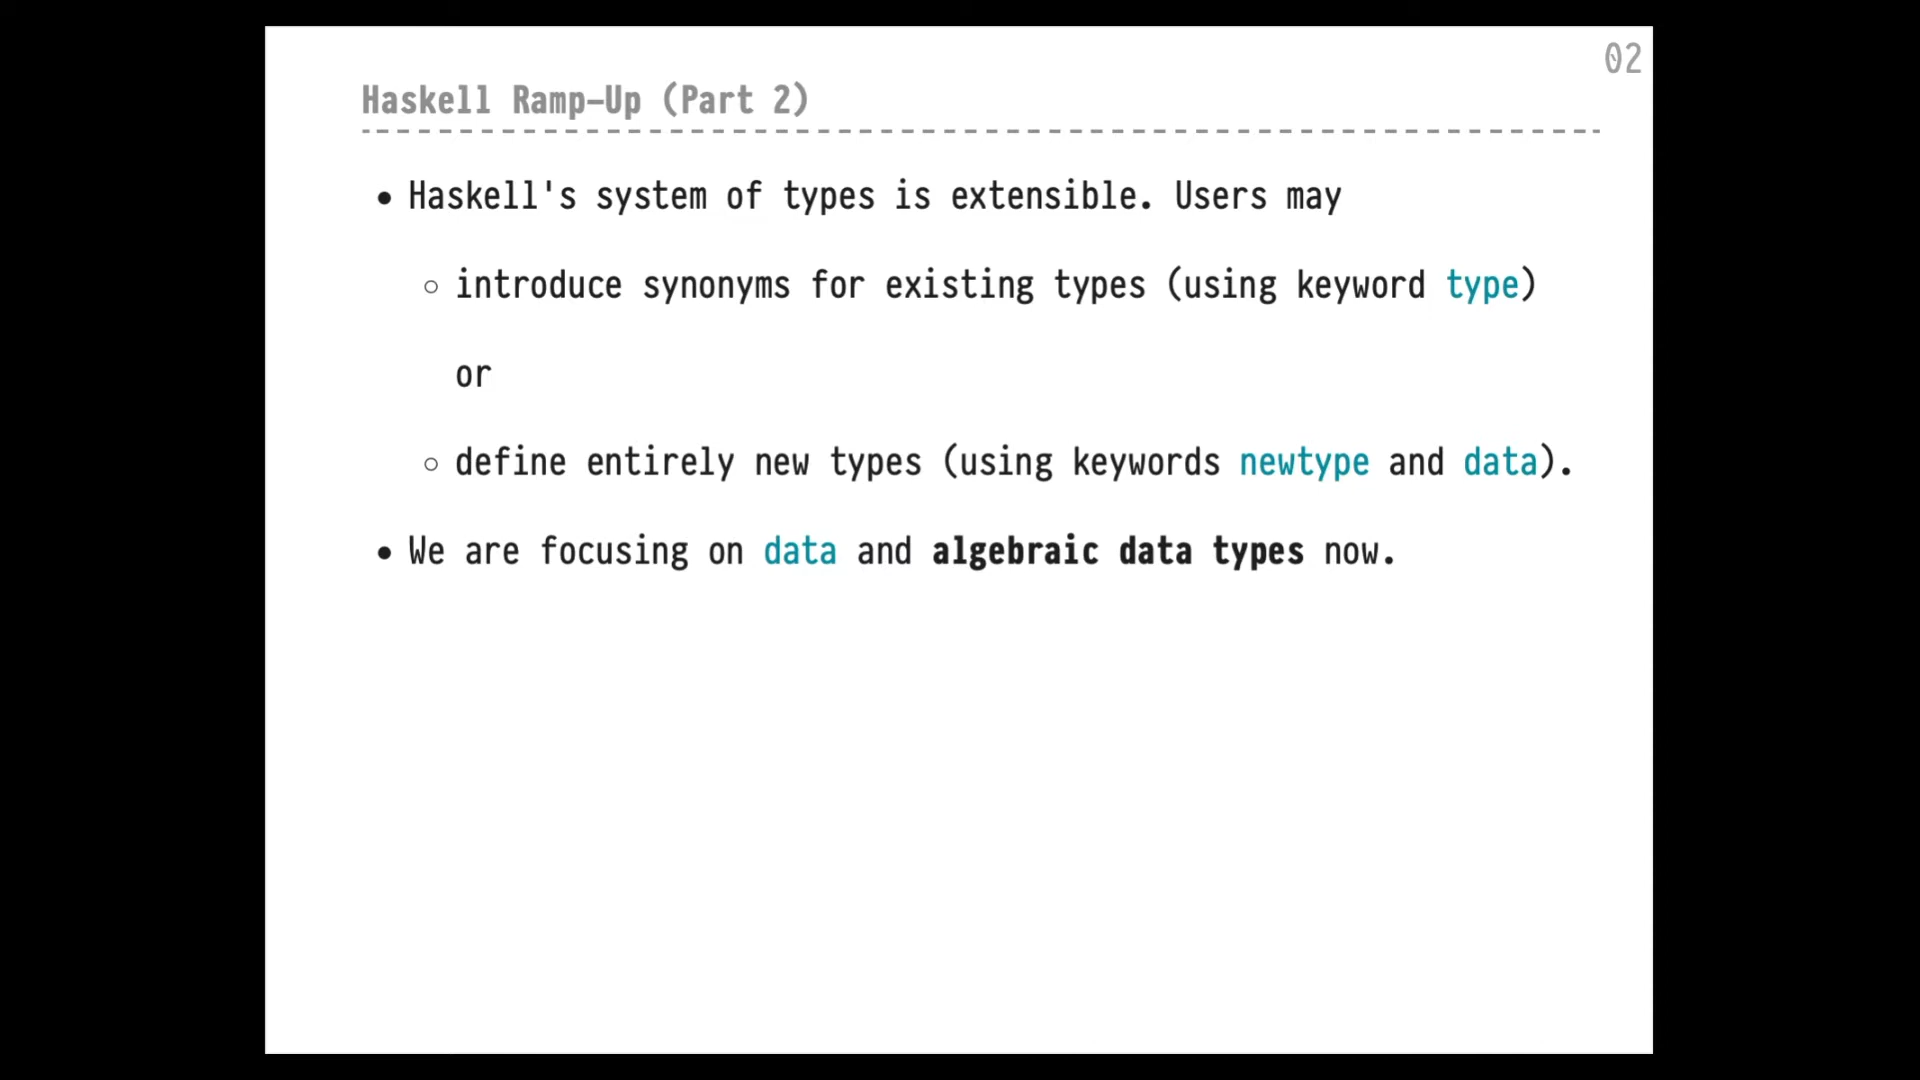 02
Haskell Ramp-Up (Part 2)
• Haskell's system of types is extensible. Users may
○ introduce synonyms for existing types (using keyword type)
or
○ define entirely new types (using keywords newtype and data).
• We are focusing on data and algebraic data types now.